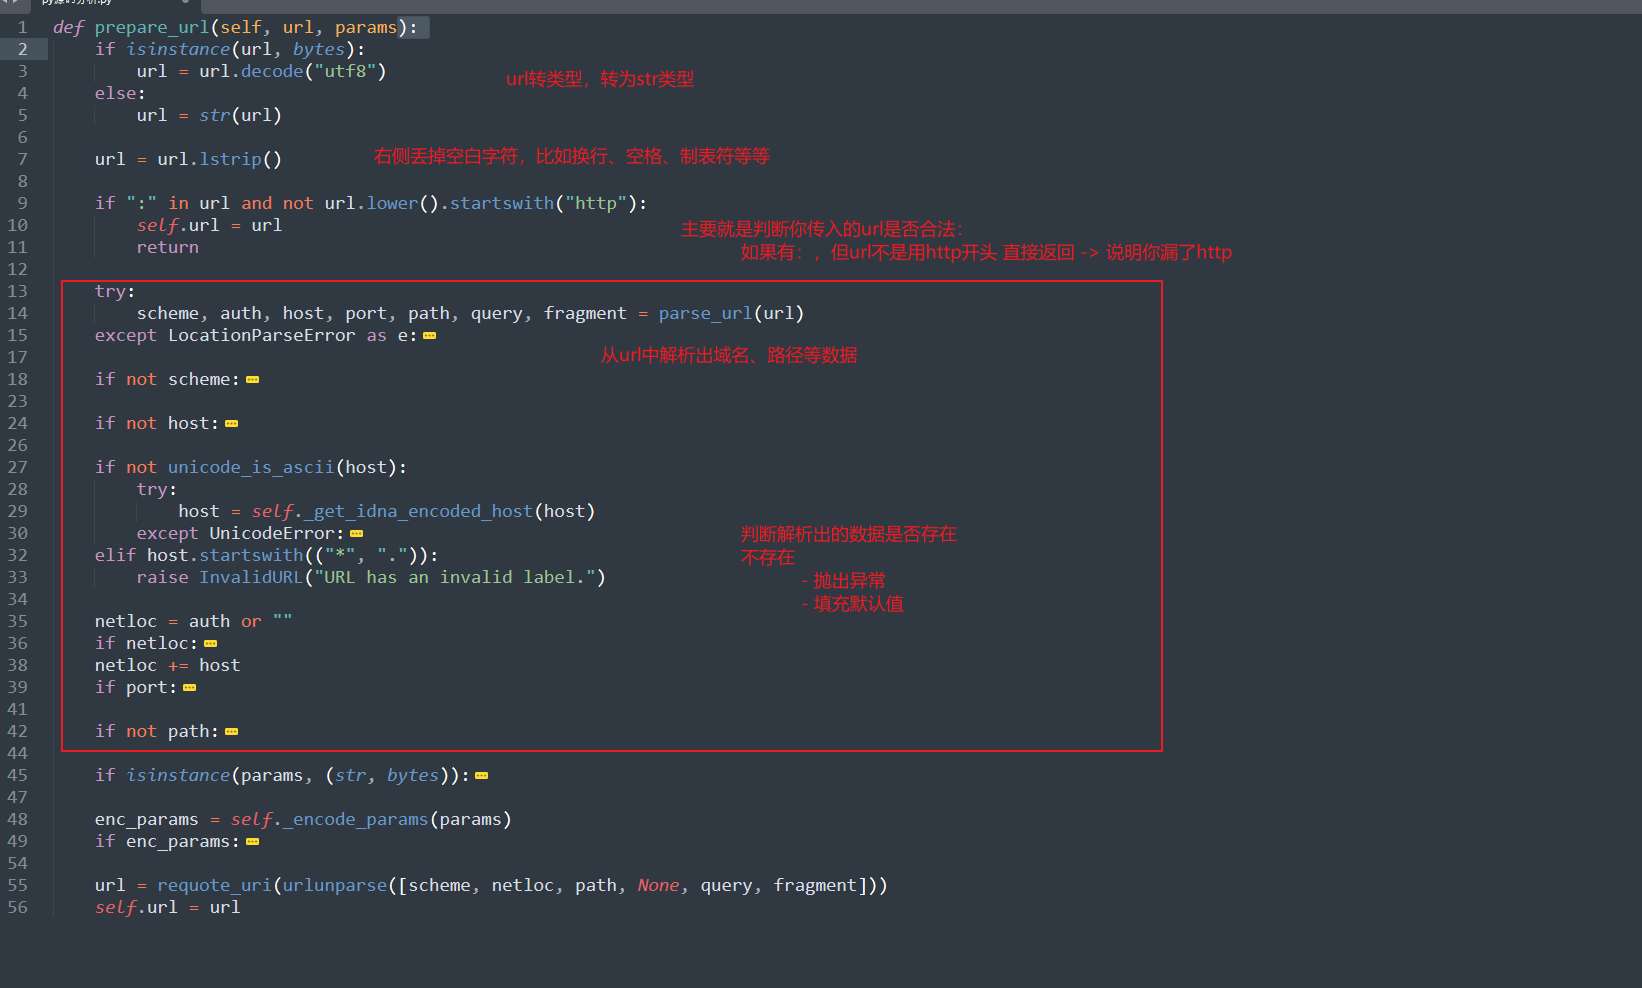 py源码分析.py
1 def prepare_url(self, url, params):
2 if isinstance(url, bytes):
3 url = url.decode("utf8")
url转类型，转为str类型
4 else:
5 url = str(url)
6
7 url = url.lstrip() 右侧丢掉空白字符，比如换行、空格、制表符等等
8
9 if ":" in url and not url.lower().startswith("http"):
10 self.url = url 主要就是判断你传入的url是否合法：
11 return 如果有：，但url不是用http开头 直接返回 -> 说明你漏了http
12
13 try:
14 scheme, auth, host, port, path, query, fragment = parse_url(url)
15 except LocationParseError as e:
17 从url中解析出域名、路径等数据
18 if not scheme:
23
24 if not host:
26
27 if not unicode_is_ascii(host):
28 try:
29 host = self._get_idna_encoded_host(host)
30 except UnicodeError: 判断解析出的数据是否存在
32 elif host.startswith(("*", ".")): 不存在
33 raise InvalidURL("URL has an invalid label.") - 抛出异常
34 - 填充默认值
35 netloc = auth or ""
36 if netloc:
38 netloc += host
39 if port:
41
42 if not path:
44
45 if isinstance(params, (str, bytes)):
47
48 enc_params = self._encode_params(params)
49 if enc_params:
54
55 url = requote_uri(urlunparse([scheme, netloc, path, None, query, fragment]))
56 self.url = url